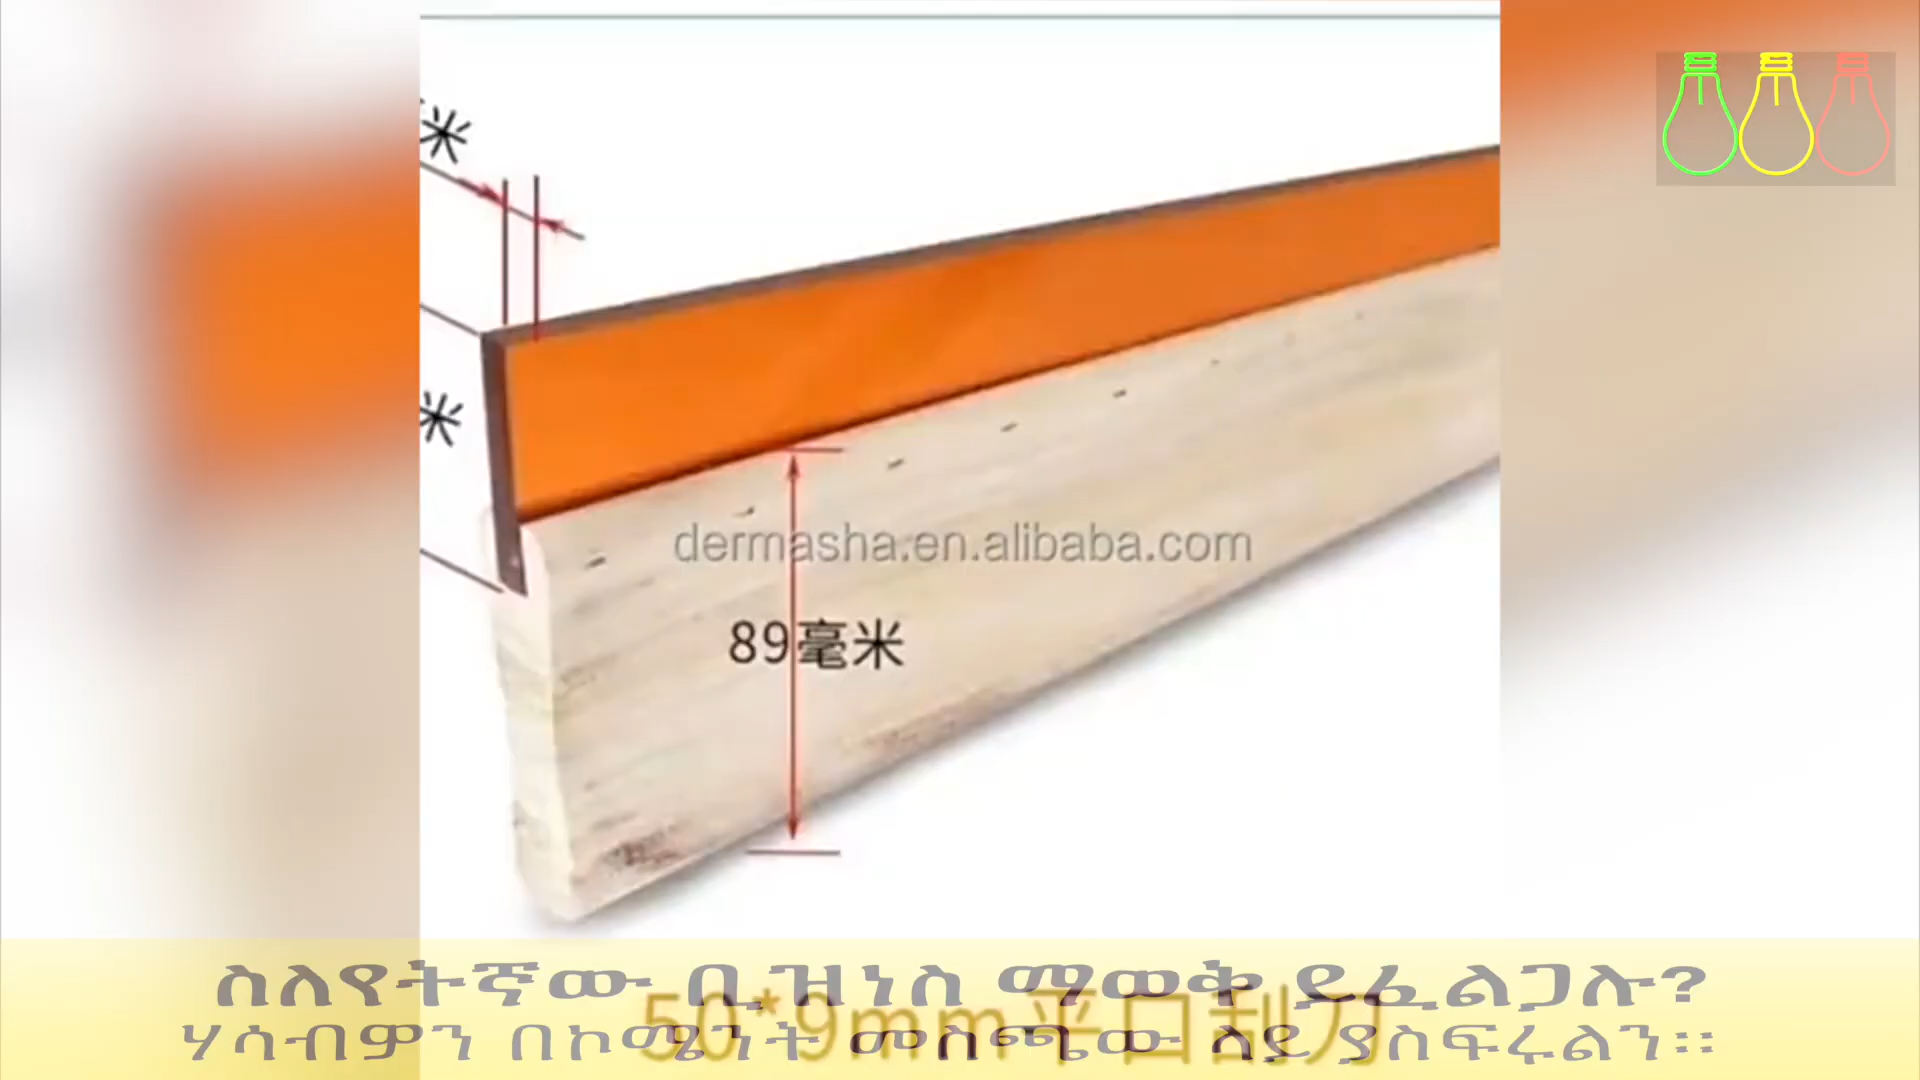 米
米
dermasha.en.alibaba.com
89毫米
ስለየትኛው ቢዝነስ ማወቅ ይፈልጋሉ?
50*9mm平口刮刀
ሃሳብዎን በኮሜንት መስጫው ላይ ያስፍሩልን፡፡